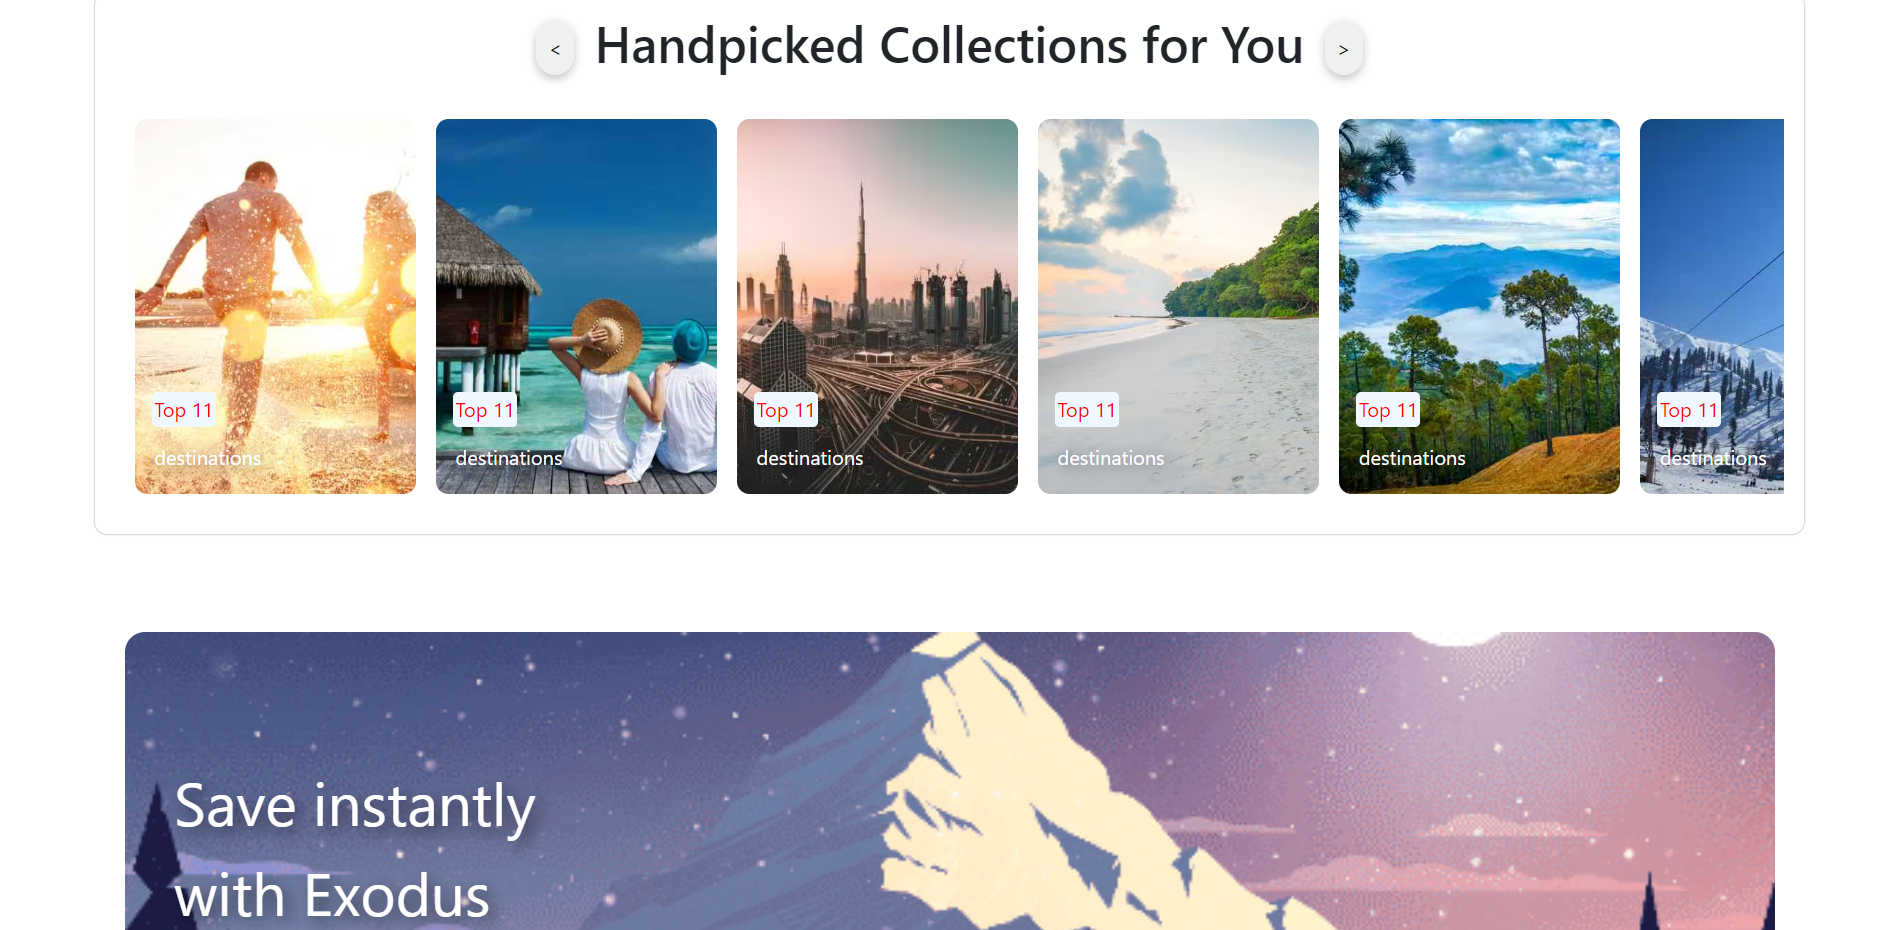 < Handpicked Collections for You >
Top 11
destinations
Top 11
destinations
Top 11
destinations
Top 11
destinations
Top 11
destinations
Top 11
destinations
Save instantly
with Exodus